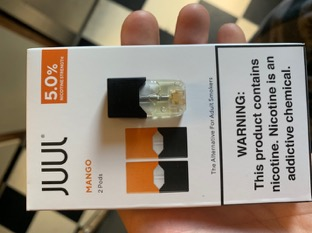 JUUL
MANGO
2 Pods
5.0%
NICOTINE STRENGTH
The Alternative For Adult Smokers
WARNING:
This product contains
nicotine. Nicotine is an
addictive chemical.